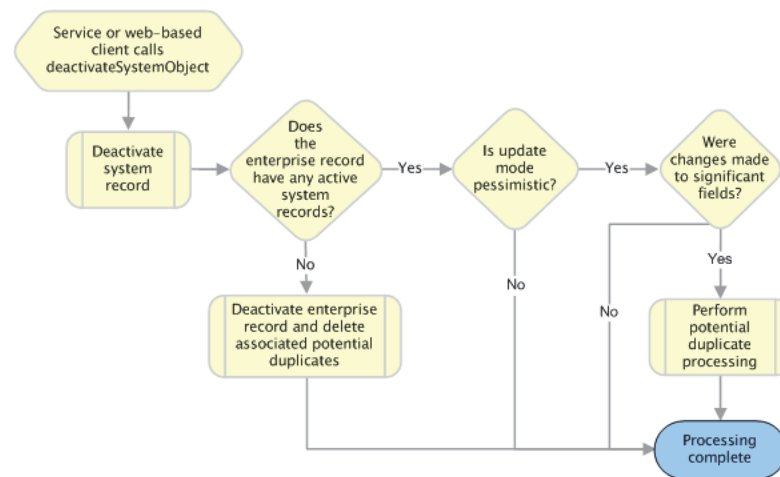 Service or web-based
client calls
deactivateSystemObject
Deactivate
system
record
Does
the
enterprise record
have any active
system
records?
Yes
Is update
mode
pessimistic?
Yes
Were
changes made
to significant
fields?
No
Yes
No
No
Deactivate enterprise
record and delete
associated potential
duplicates
Perform
potential
duplicate
processing
Processing
complete